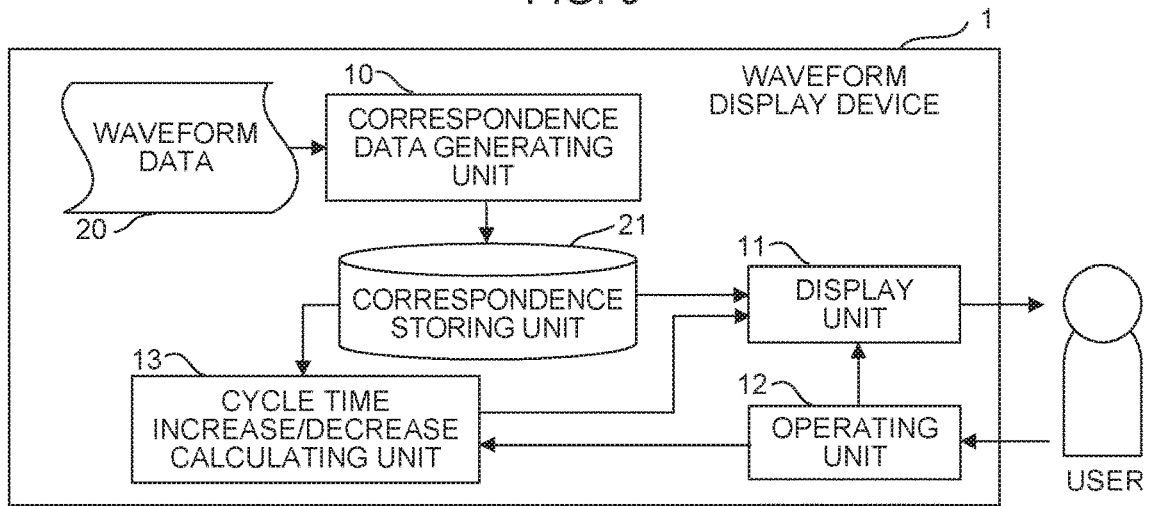 1
WAVEFORM
DISPLAY DEVICE
10
WAVEFORM
DATA
CORRESPONDENCE
DATA GENERATING
UNIT
20
21
CORRESPONDENCE
STORING UNIT
11
DISPLAY
UNIT
13
CYCLE TIME
INCREASE/DECREASE
CALCULATING UNIT
12
OPERATING
UNIT
USER